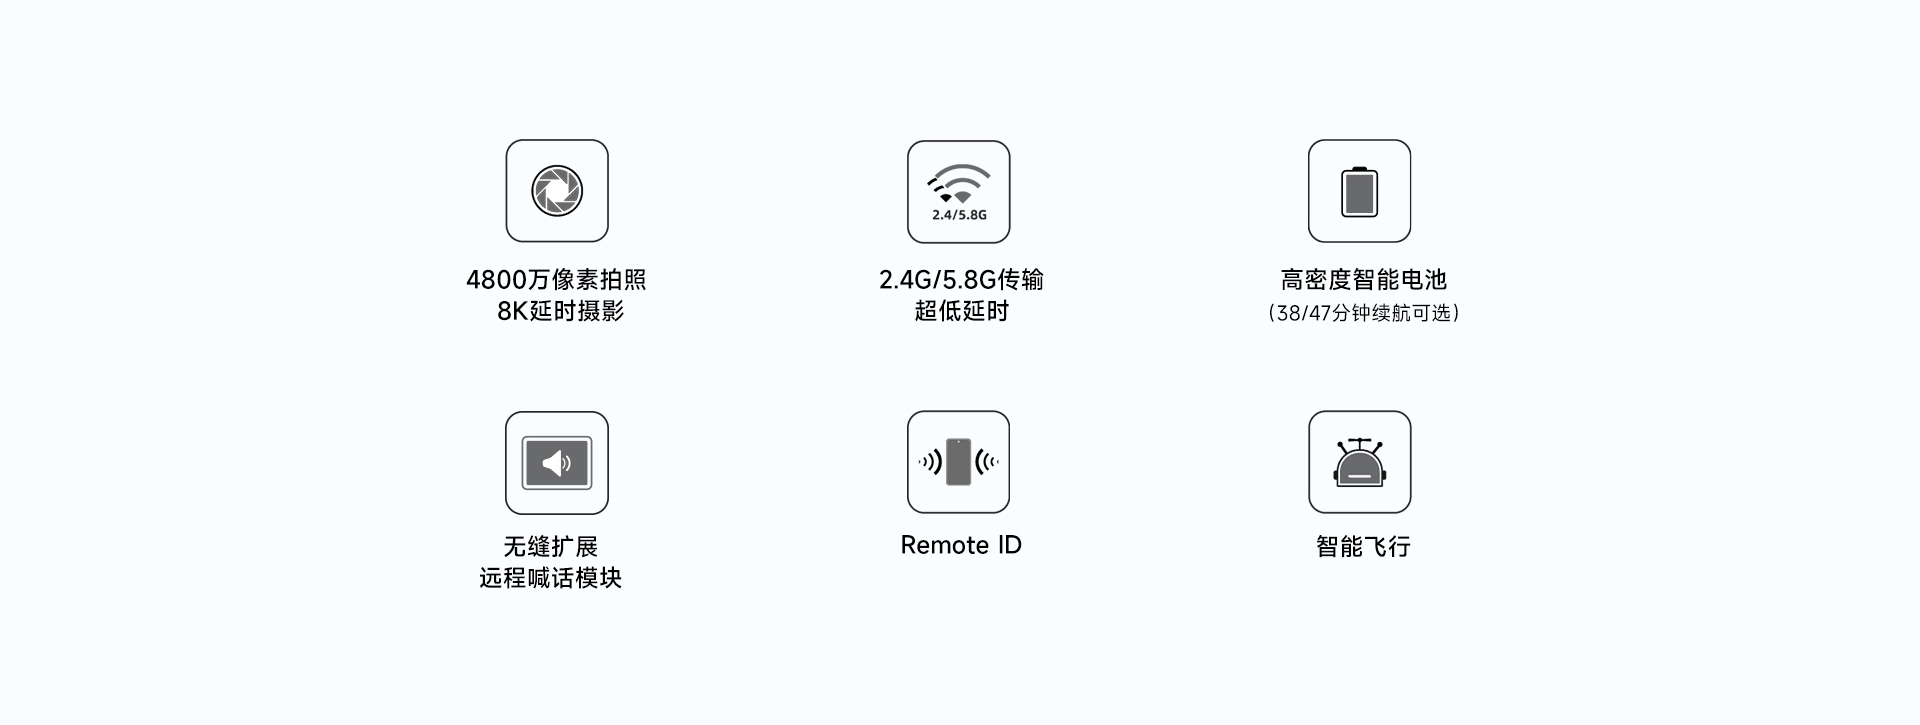 2.4/5.8G
4800万像素拍照
8K延时摄影
2.4G/5.8G传输
超低延时
高密度智能电池
（38/47分钟续航可选）
无缝扩展
远程喊话模块
Remote ID
智能飞行